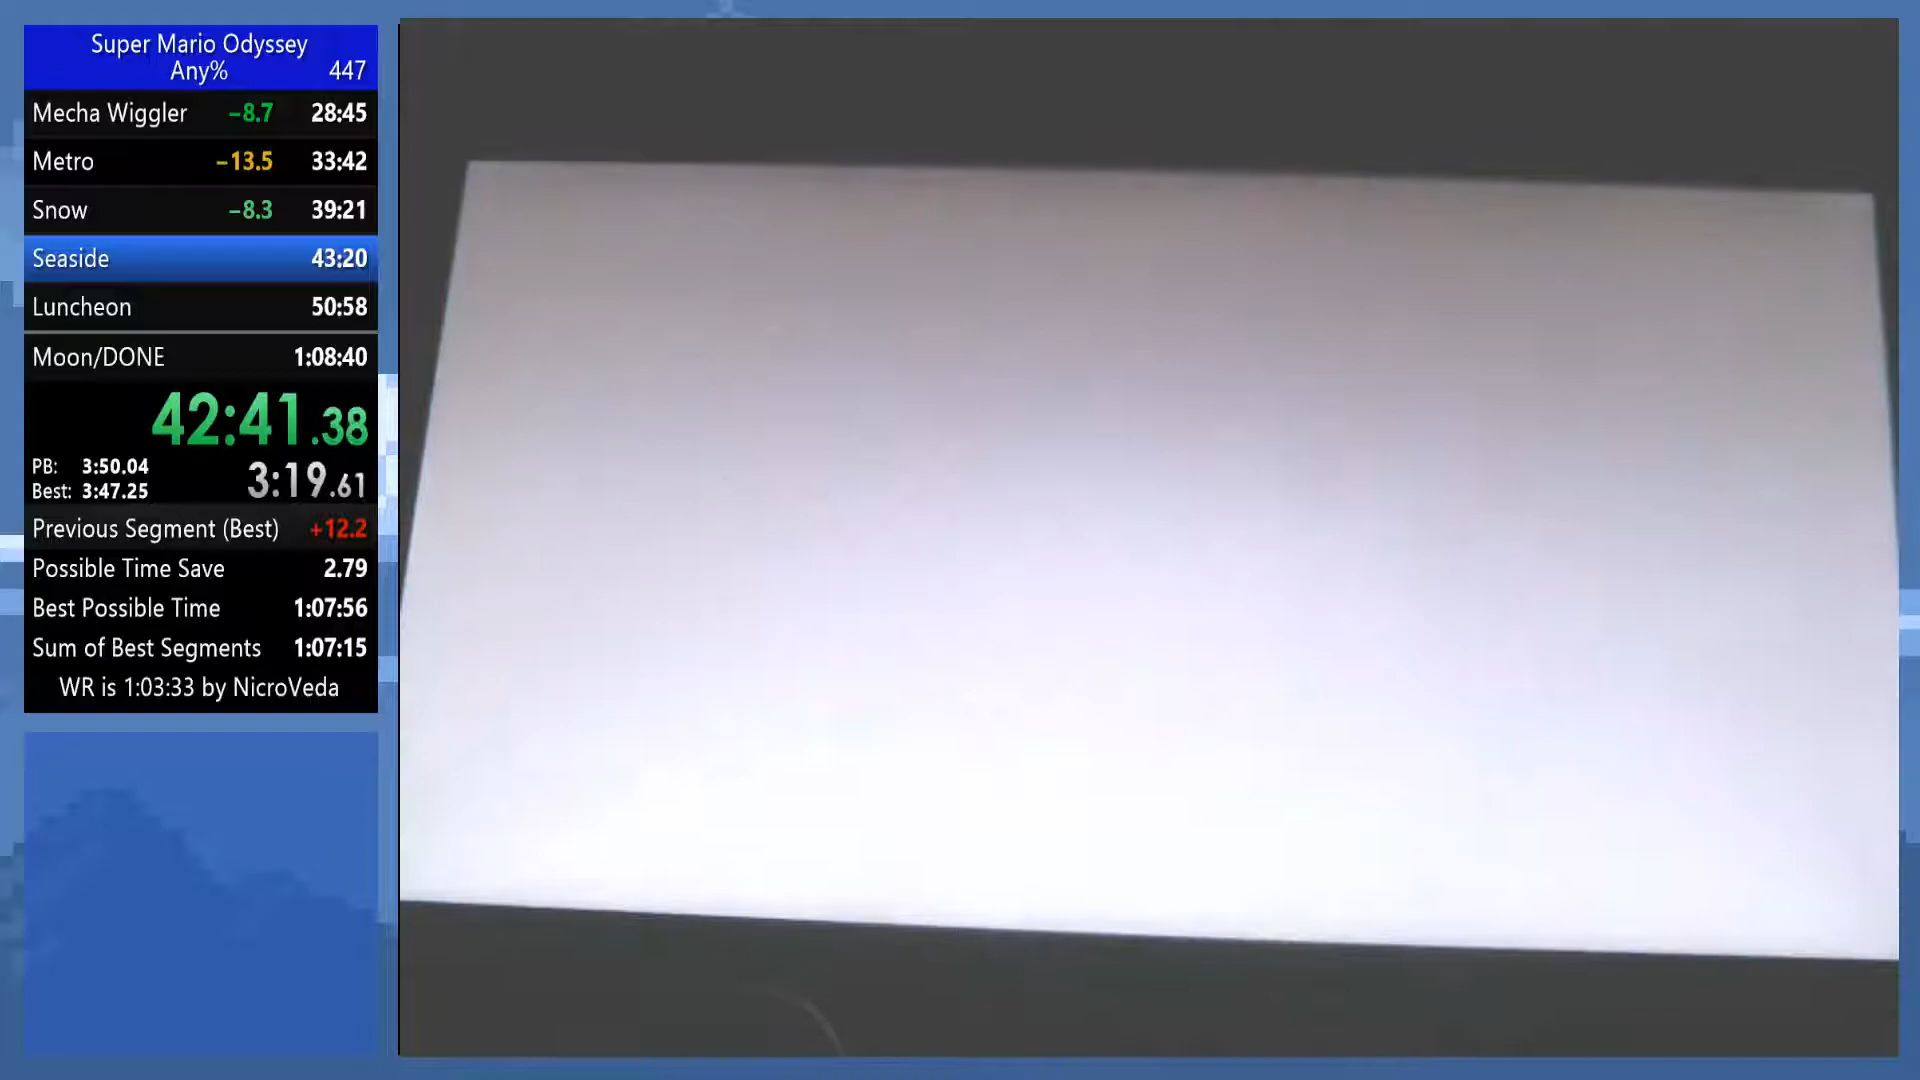 Super Mario Odyssey
Any% 447
Mecha Wiggler −8.7 28:45
Metro −13.5 33:42
Snow −8.3 39:21
Seaside 43:20
Luncheon 50:58
Moon/DONE 1:08:40
42:41.38
PB: 3:50.04
Best: 3:47.25
3:19.61
Previous Segment (Best) +12.2
Possible Time Save 2.79
Best Possible Time 1:07:56
Sum of Best Segments 1:07:15
WR is 1:03:33 by NicroVeda